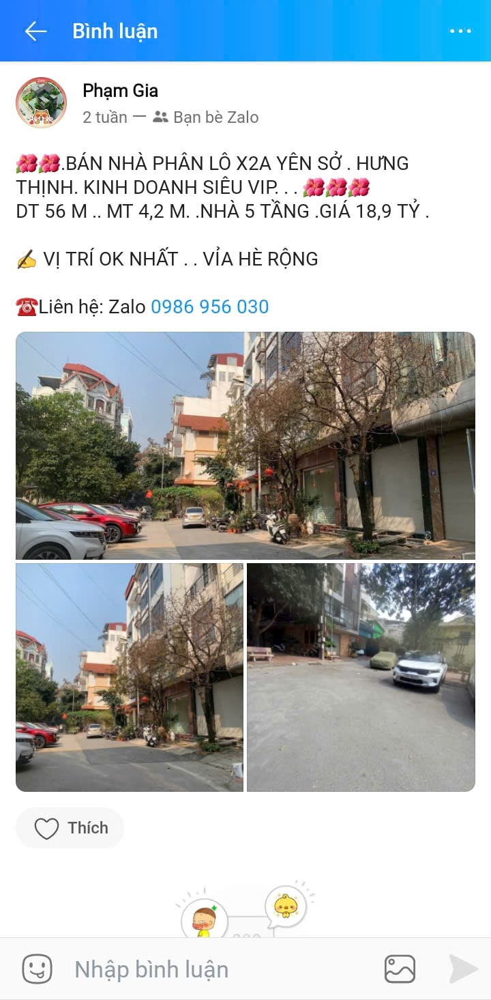 Bình luận
Phạm Gia
2 tuần — Bạn bè Zalo
🌺🌺.BÁN NHÀ PHÂN LÔ X2A YÊN SỞ . HƯNG
THỊNH. KINH DOANH SIÊU VIP. . . 🌺🌺🌺
DT 56 M .. MT 4,2 M. .NHÀ 5 TẦNG .GIÁ 18,9 TỶ .
✍️ VỊ TRÍ OK NHẤT . . VỈA HÈ RỘNG
☎️Liên hệ: Zalo 0986 956 030
Thích
Nhập bình luận